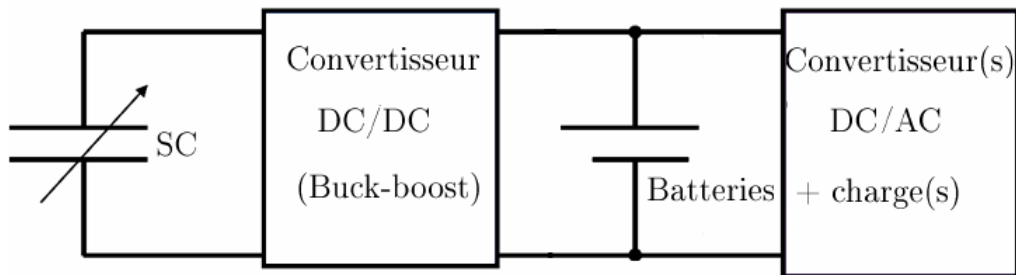 SC
Convertisseur
DC/DC
(Buck-boost)
Batteries
Convertisseur(s)
DC/AC
+ charge(s)